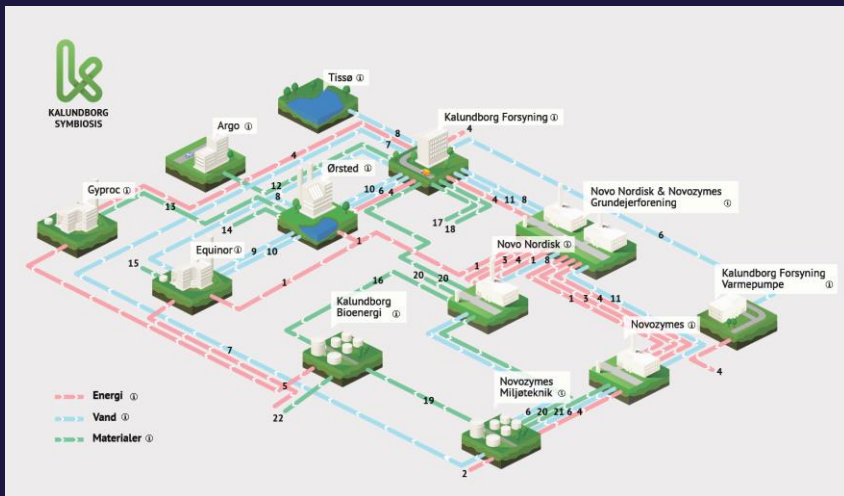 KALUNDBORG
SYMBIOSIS
Tissø
Argo
Kalundborg Forsyning
Gyproc
Ørsted
Novo Nordisk & Novozymes
Grundejerforening
Equinor
Novo Nordisk
Kalundborg Forsyning
Varmepumpe
Kalundborg
Bioenergi
Novozymes
Novozymes
Miljøteknik
Energi
Vand
Materialer
4
8
7
4
12
8
13
14
15
9
10
10
6
4
1
1
17
18
4
11
8
6
1
3
4
1
8
20
20
16
1
3
4
11
4
7
5
22
19
6
20
21
6
4
2